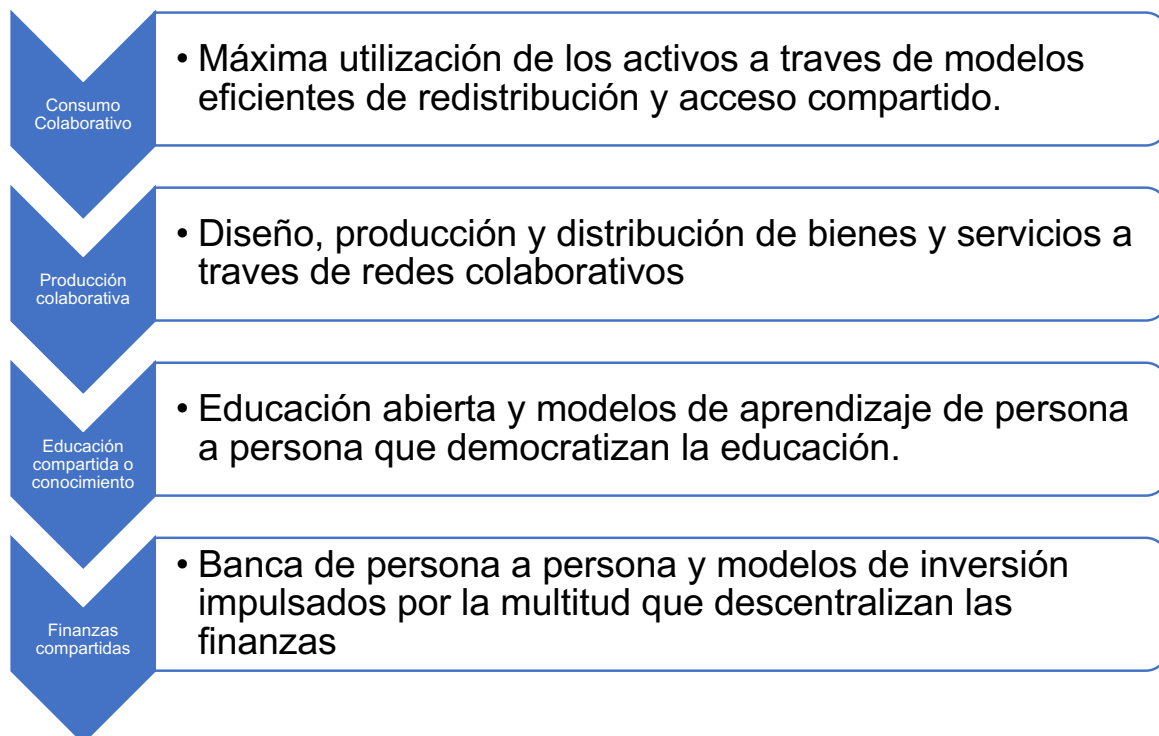 Consumo
Colaborativo
• Máxima utilización de los activos a traves de modelos
eficientes de redistribución y acceso compartido.
Producción
colaborativa
• Diseño, producción y distribución de bienes y servicios a
traves de redes colaborativos
Educación
compartida o
conocimiento
• Educación abierta y modelos de aprendizaje de persona
a persona que democratizan la educación.
Finanzas
compartidas
• Banca de persona a persona y modelos de inversión
impulsados por la multitud que descentralizan las
finanzas